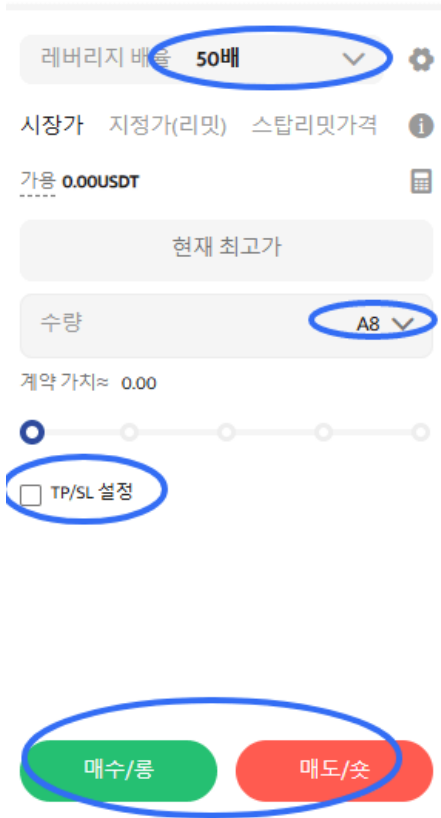 레버리지 배율 50배
시장가 지정가(리밋) 스탑리밋가격
가용 0.00USDT
현재 최고가
수량 A8
계약 가치≈ 0.00
TP/SL 설정
매수/롱 매도/숏